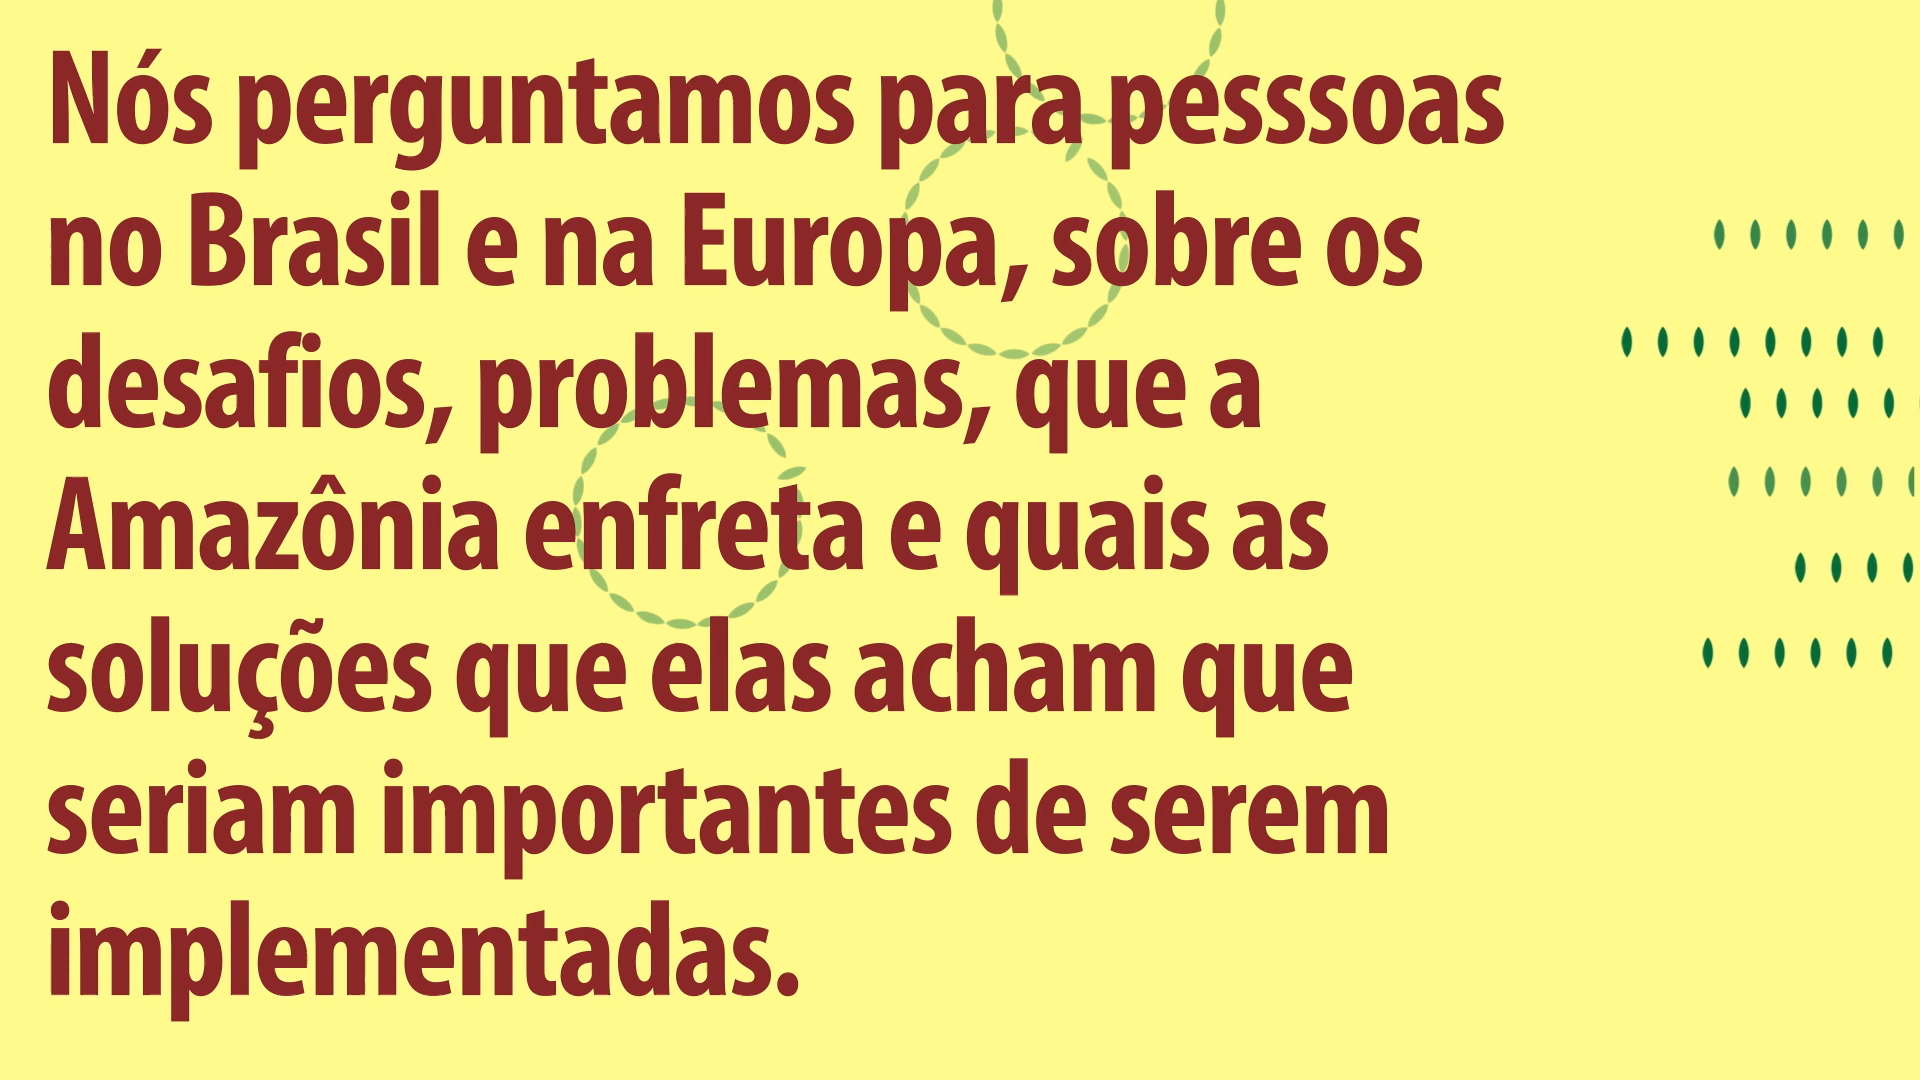 Nós perguntamos para pesssoas
no Brasil e na Europa, sobre os
desafios, problemas, que a
Amazônia enfreta e quais as
soluções que elas acham que
seriam importantes de serem
implementadas.